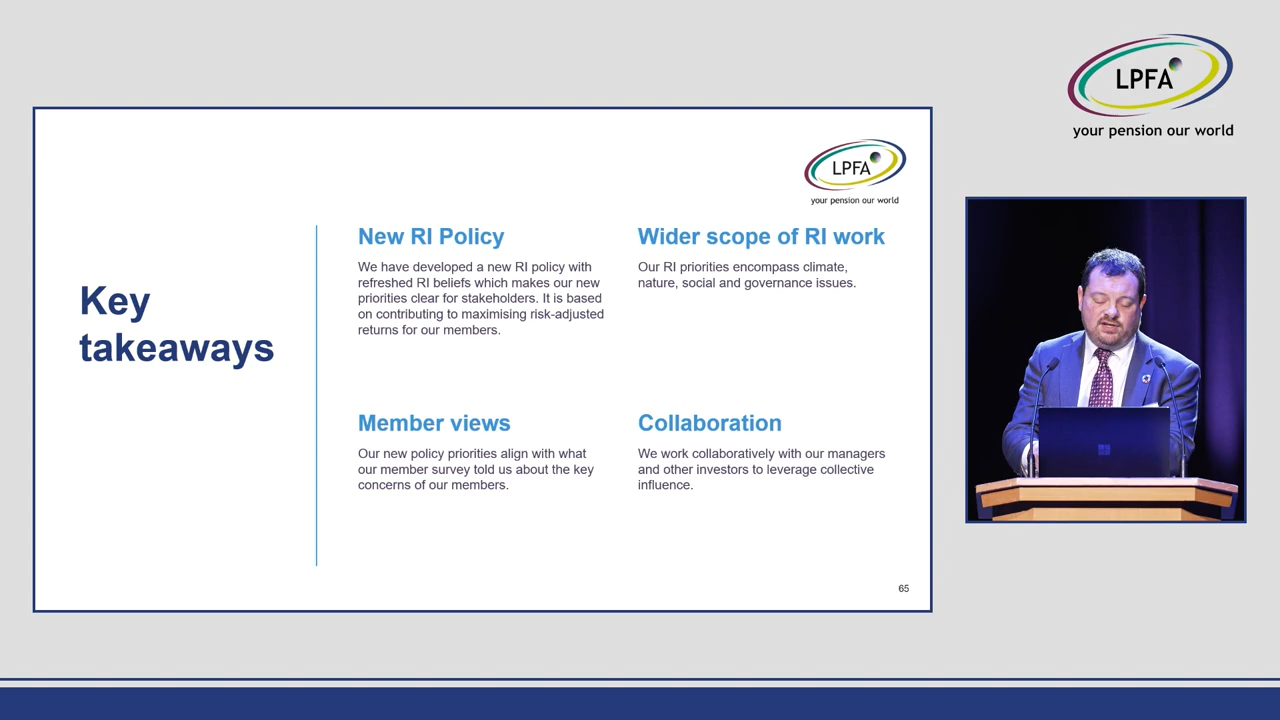 LPFA
your pension our world
LPFA
your pension our world
Key
takeaways
New RI Policy
We have developed a new RI policy with
refreshed RI beliefs which makes our new
priorities clear for stakeholders. It is based
on contributing to maximising risk-adjusted
returns for our members.
Wider scope of RI work
Our RI priorities encompass climate,
nature, social and governance issues.
Member views
Our new policy priorities align with what
our member survey told us about the key
concerns of our members.
Collaboration
We work collaboratively with our managers
and other investors to leverage collective
influence.
65